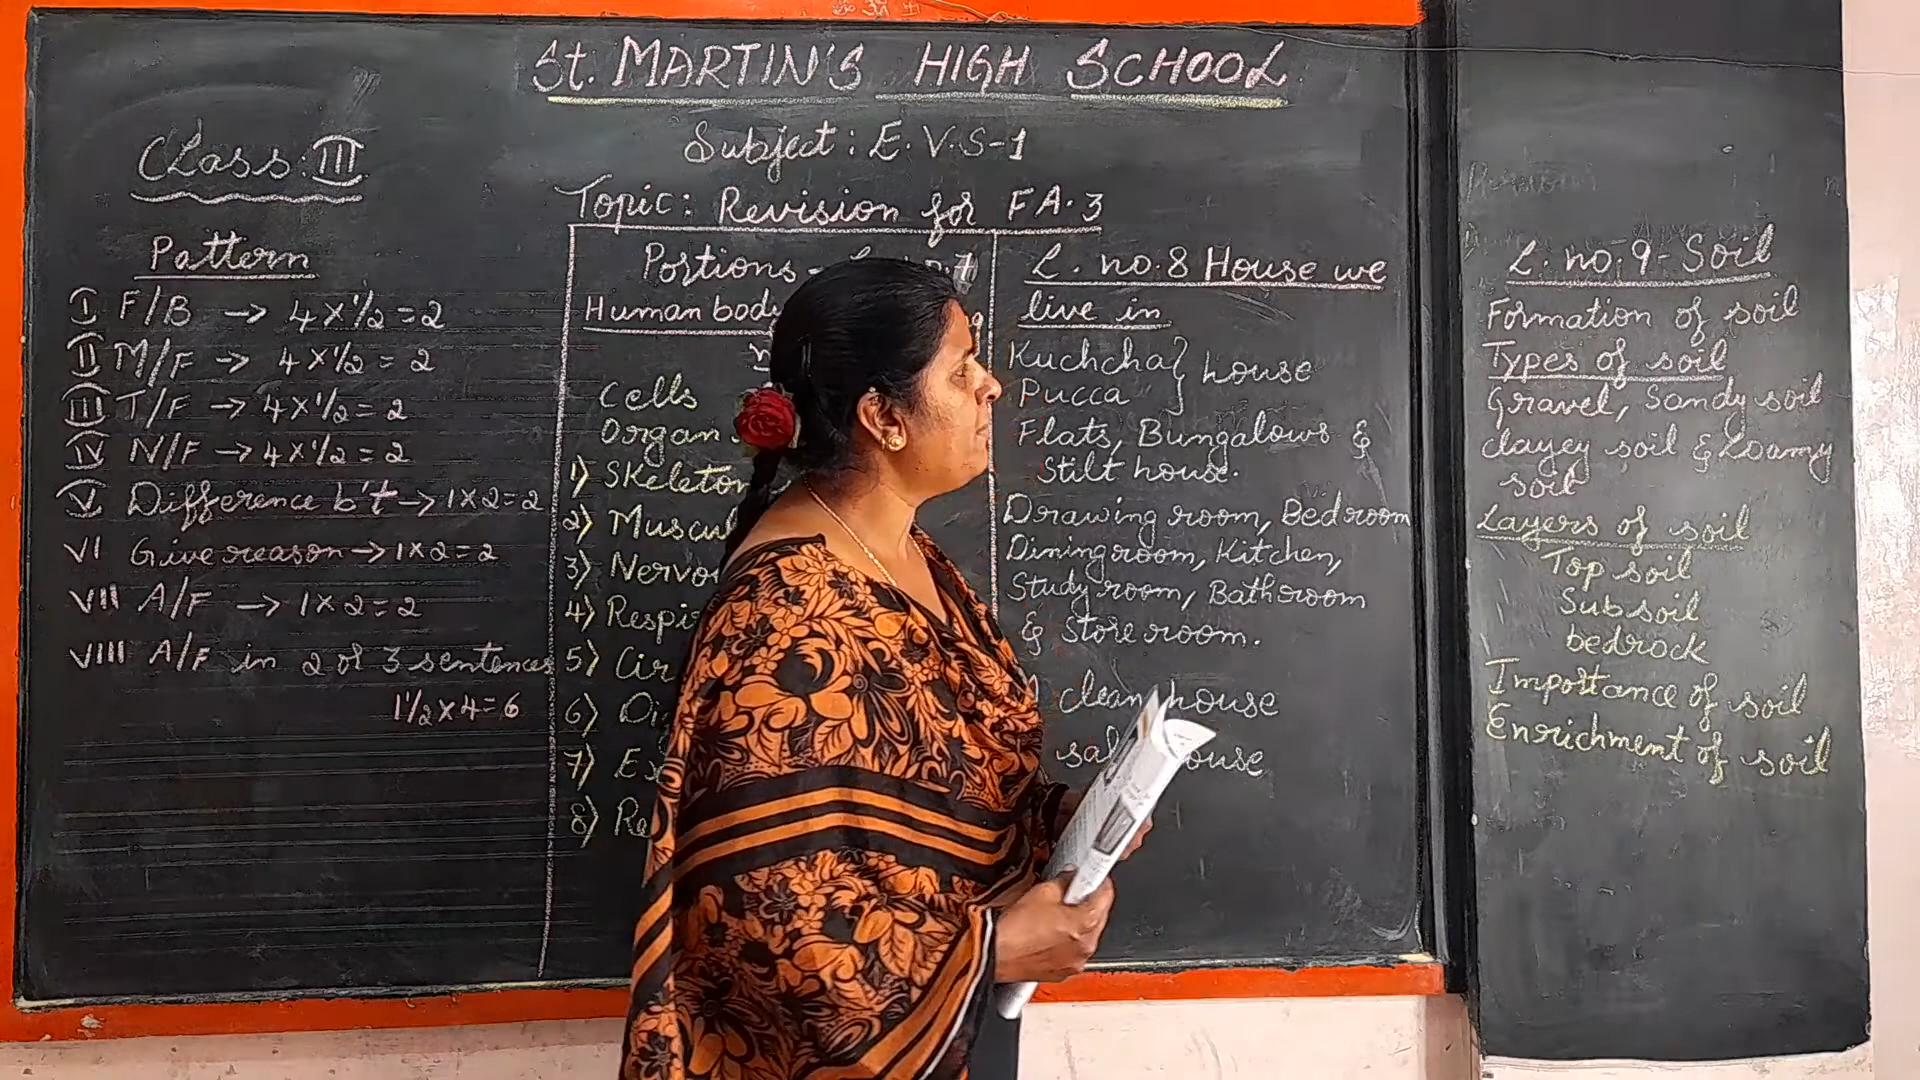 St. MARTIN'S HIGH SCHOOL
Subject: E.V.S-1
Class: III
Topic: Revision for FA.3
Pattern
I F/B → 4 x ½ = 2
II M/F → 4 x ½ = 2
III T/F → 4 x ½ = 2
IV N/F → 4 x ½ = 2
V Difference b't → 1 x 2 = 2
VI Give reason → 1 x 2 = 2
VII A/F → 1 x 2 = 2
VIII A/F in 2 or 3 sentences
1½ x 4 = 6
Portions -
Human body
Cells
Organ
1) Skeleton
2) Muscul
3) Nervo
4) Respi
5) Cir
6) Di
7) Ex
8) Re
L. no. 8 House we
live in
Kuchcha } house
Pucca
Flats, Bungalows &
Stilt house.
Drawing room, Bedroom
Dining room, Kitchen,
Study room, Bathroom
& Store room.
clean house
L. no. 9 - Soil
Formation of soil
Types of soil
Gravel, Sandy soil
clayey soil & Loamy
soil
Layers of soil
Top soil
Sub soil
bedrock
Importance of soil
Enrichment of soil